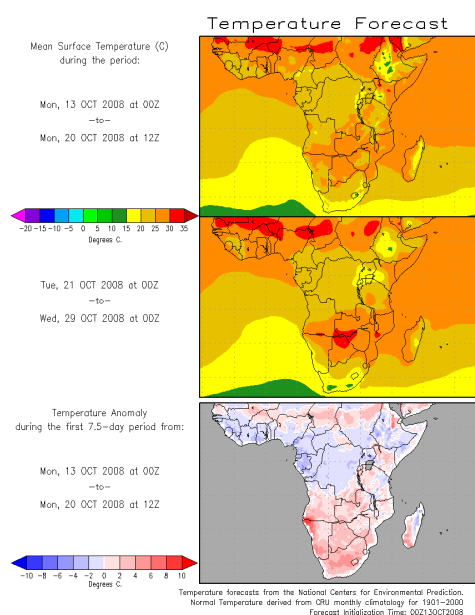 Temperature Forecast
Mean Surface Temperature (C)
during the period:
Mon, 13 OCT 2008 at 00Z
-to-
Mon, 20 OCT 2008 at 12Z
-20 -15 -10 -5 0 5 10 15 20 25 30 35
Degrees C.
Tue, 21 OCT 2008 at 00Z
-to-
Wed, 29 OCT 2008 at 12Z
Temperature Anomaly
during the first 7.5-day period from:
Mon, 13 OCT 2008 at 00Z
-to-
Mon, 20 OCT 2008 at 12Z
-10 -8 -6 -4 -2 0 2 4 6 8 10
Degrees C.
Temperature forecasts from the National Centers for Environmental Prediction.
Normal Temperature derived from CRU monthly climatology for 1901-2000
Forecast Initialization Time: 00Z13OCT2008